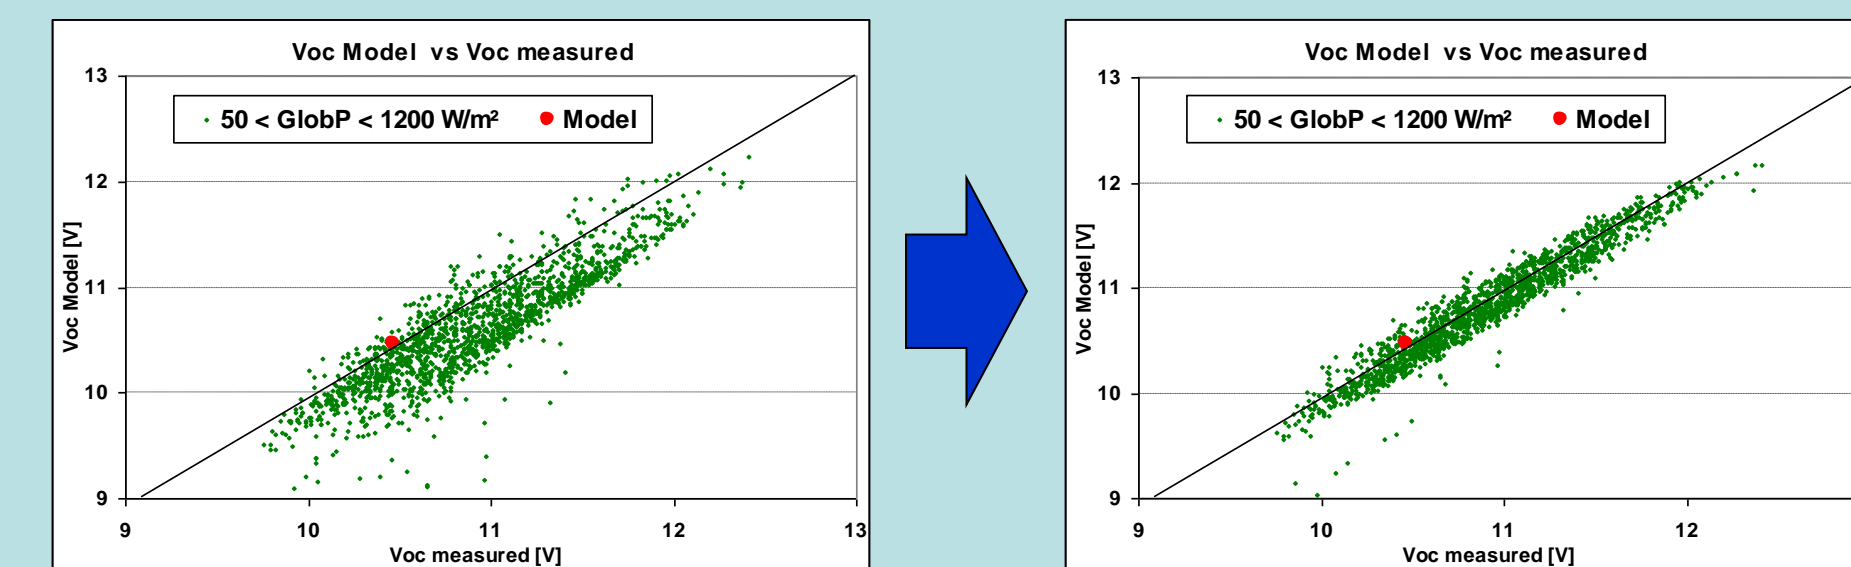 Voc Model vs Voc measured
13
50 < GlobP < 1200 W/m² Model
12
11
10
9
Voc Model [V]
9 10 11 12 13
Voc measured [V]
Voc Model vs Voc measured
13
50 < GlobP < 1200 W/m² Model
12
11
10
9
Voc Model [V]
9 10 11 12
Voc measured [V]